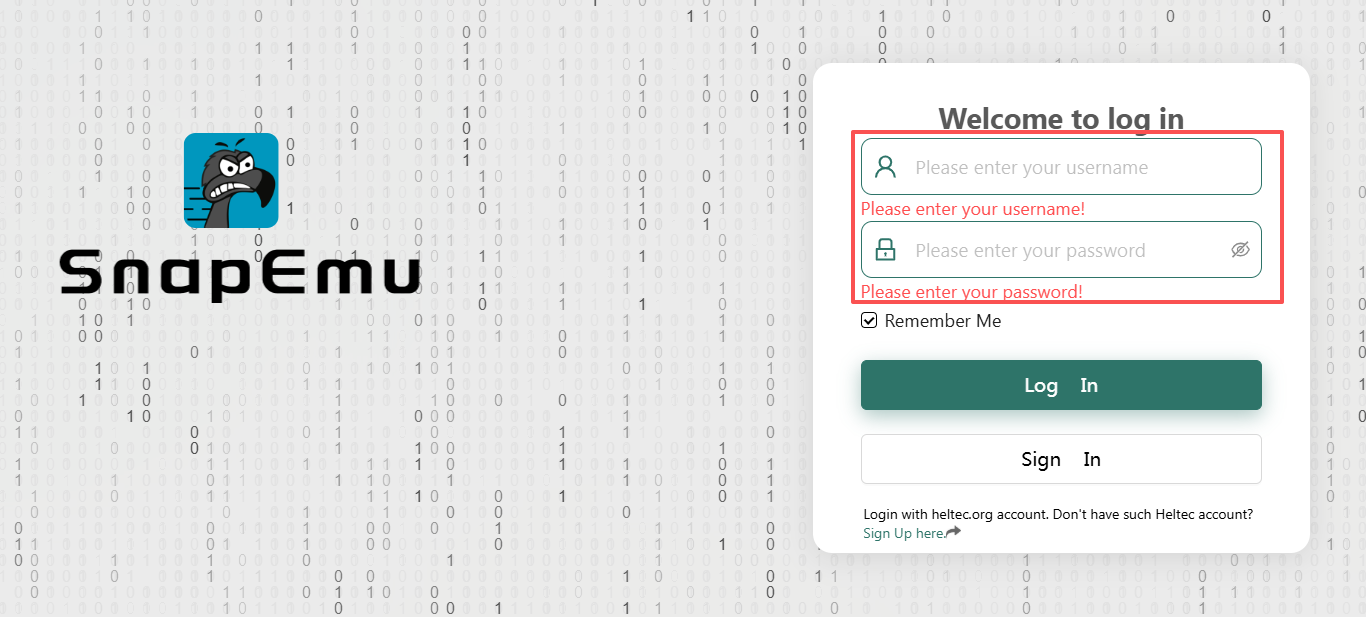 SnapEmu
Welcome to log in
Please enter your username
Please enter your username!
Please enter your password
Please enter your password!
Remember Me
Log In
Sign In
Login with heltec.org account. Don't have such Heltec account?
Sign Up here.